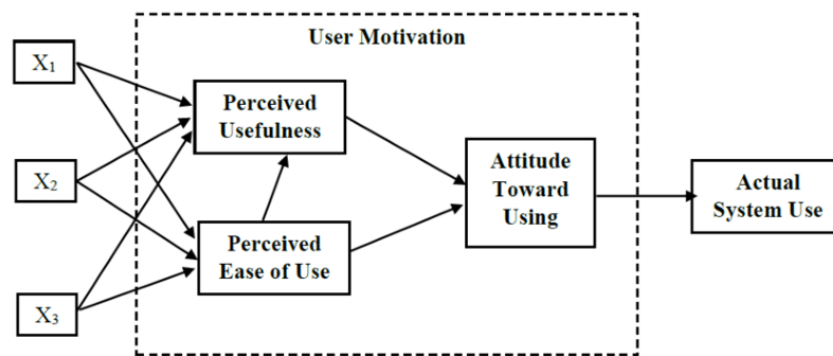 User Motivation
X₁
Perceived
Usefulness
X₂
Attitude
Toward
Using
Actual
System Use
Perceived
Ease of Use
X₃